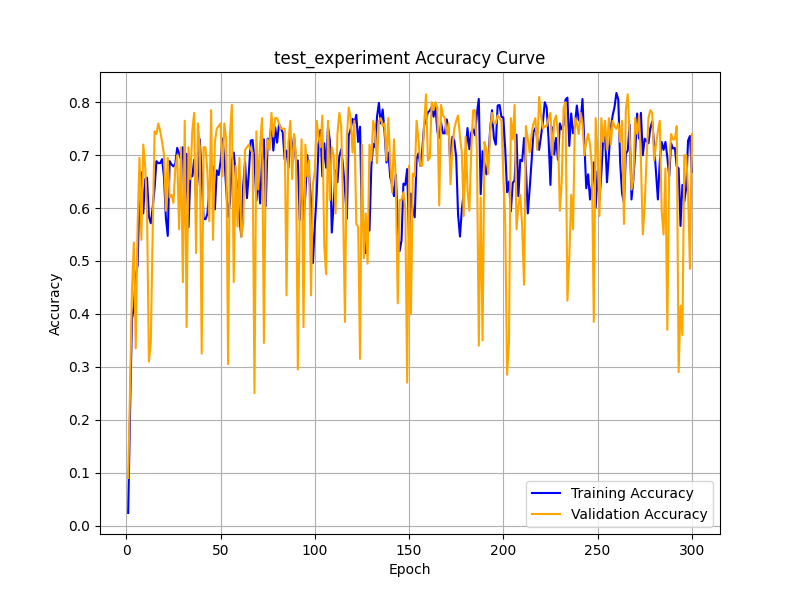 test_experiment Accuracy Curve
0.8
0.7
0.6
0.5
0.4
0.3
0.2
0.1
0.0
Accuracy
0 50 100 150 200 250 300
Epoch
Training Accuracy
Validation Accuracy